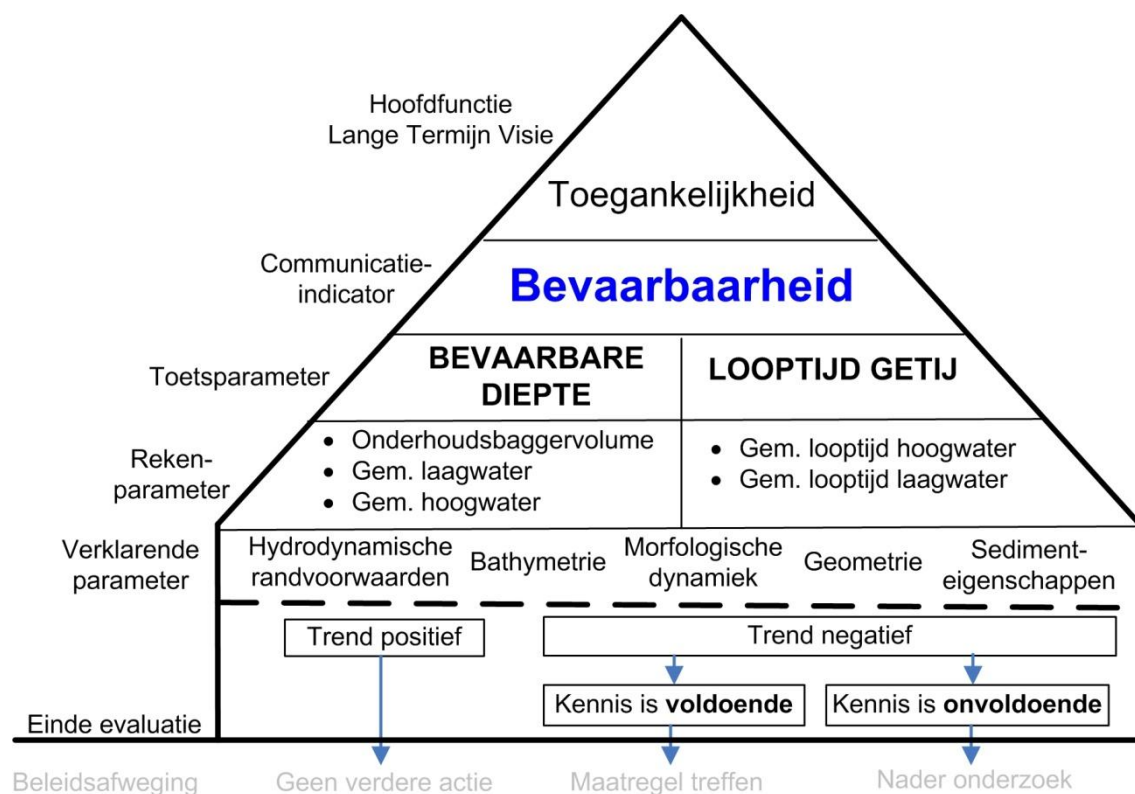 Hoofdfunctie
Lange Termijn Visie
Toegankelijkheid
Communicatie-
indicator
Bevaarbaarheid
Toetsparameter
BEVAARBARE
DIEPTE
LOOPTIJD GETIJ
Reken-
parameter
• Onderhoudsbaggervolume
• Gem. laagwater
• Gem. hoogwater
• Gem. looptijd hoogwater
• Gem. looptijd laagwater
Verklarende
parameter
Hydrodynamische
randvoorwaarden
Bathymetrie
Morfologische
dynamiek
Geometrie
Sediment-
eigenschappen
Trend positief
Trend negatief
Kennis is voldoende
Kennis is onvoldoende
Einde evaluatie
Beleidsafweging
Geen verdere actie
Maatregel treffen
Nader onderzoek